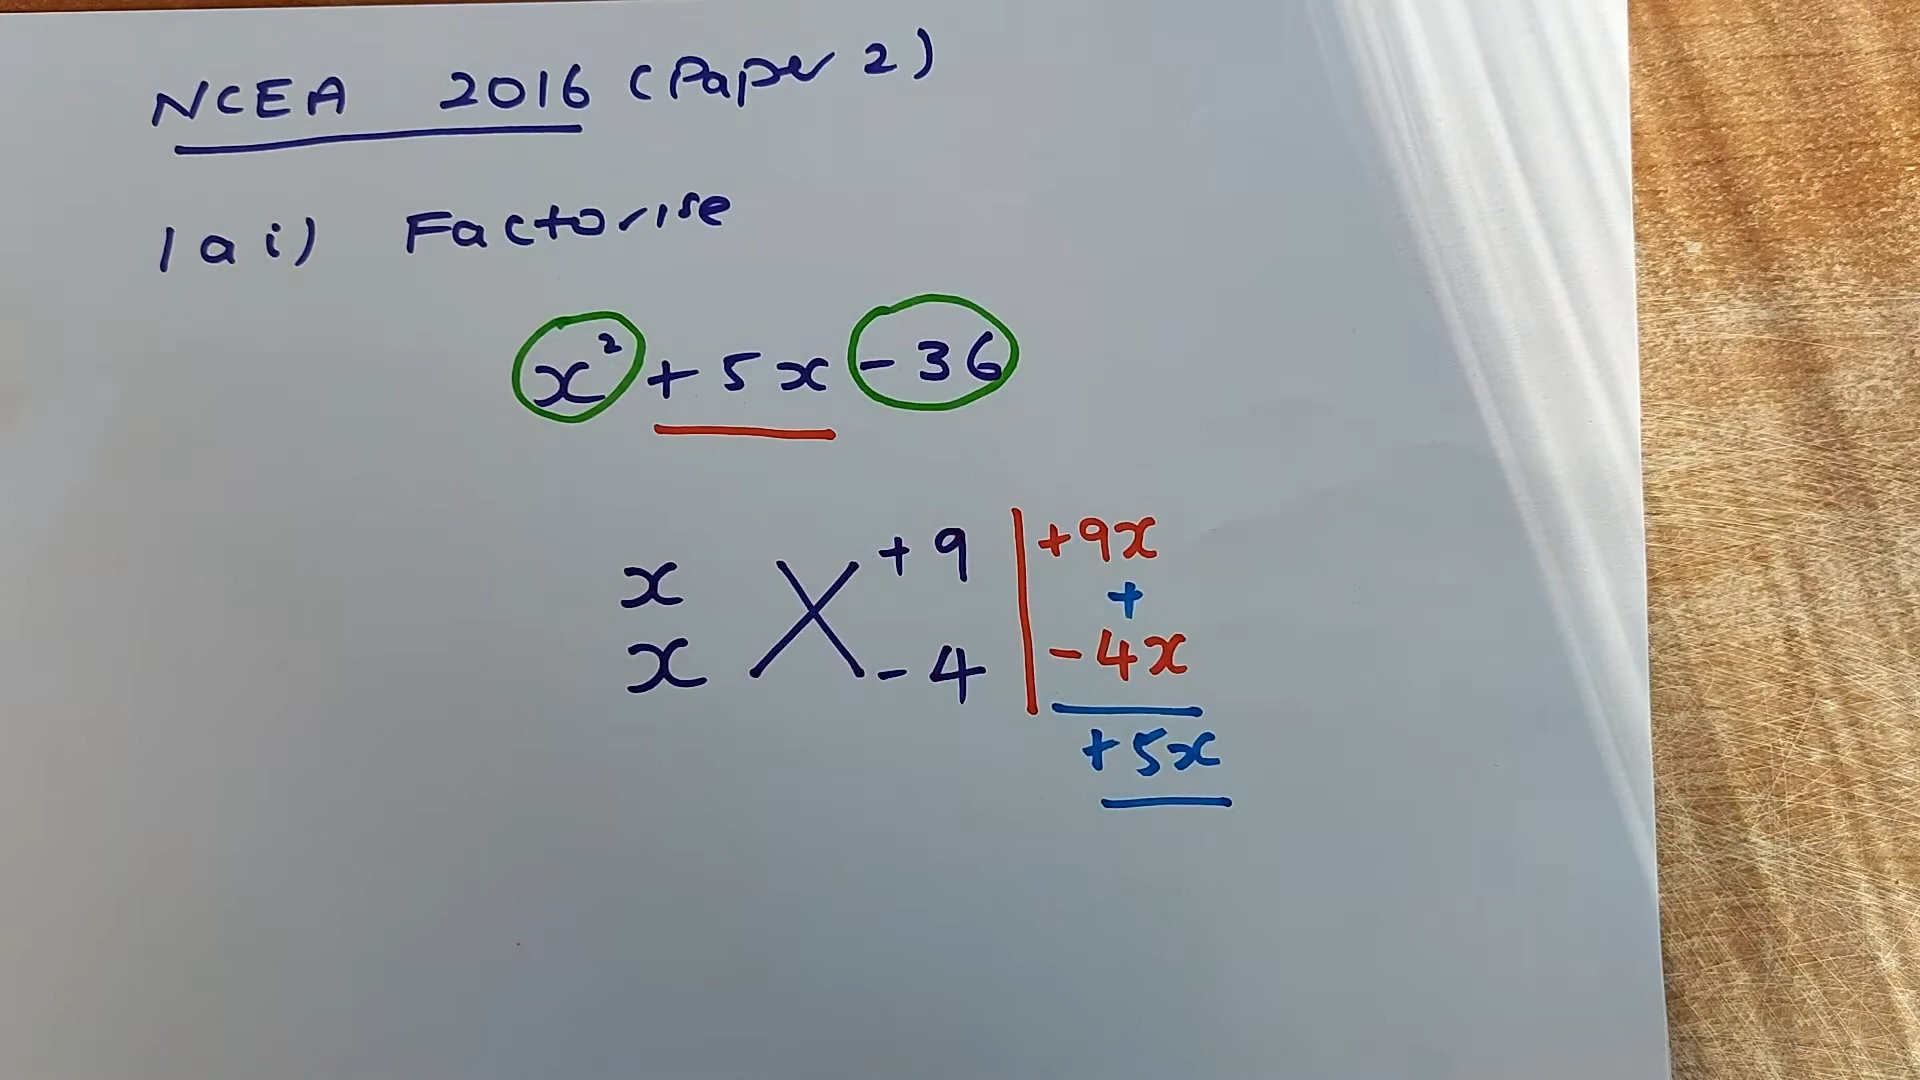 NCEA 2016 (Paper 2)
1 a i) Factorise
x² + 5x - 36
x +9 +9x
+
x -4 -4x
+5x